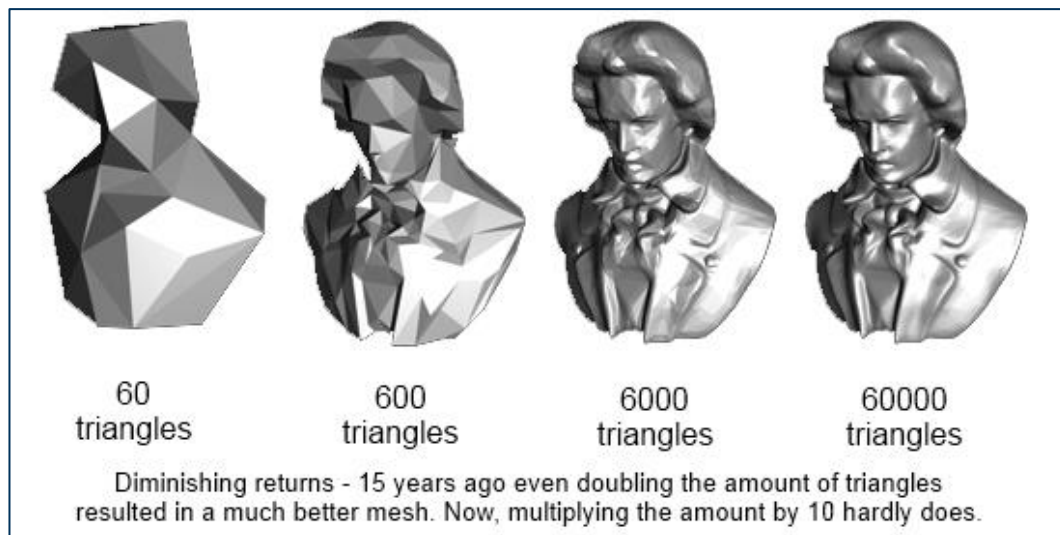 60
triangles
600
triangles
6000
triangles
60000
triangles
Diminishing returns - 15 years ago even doubling the amount of triangles
resulted in a much better mesh. Now, multiplying the amount by 10 hardly does.